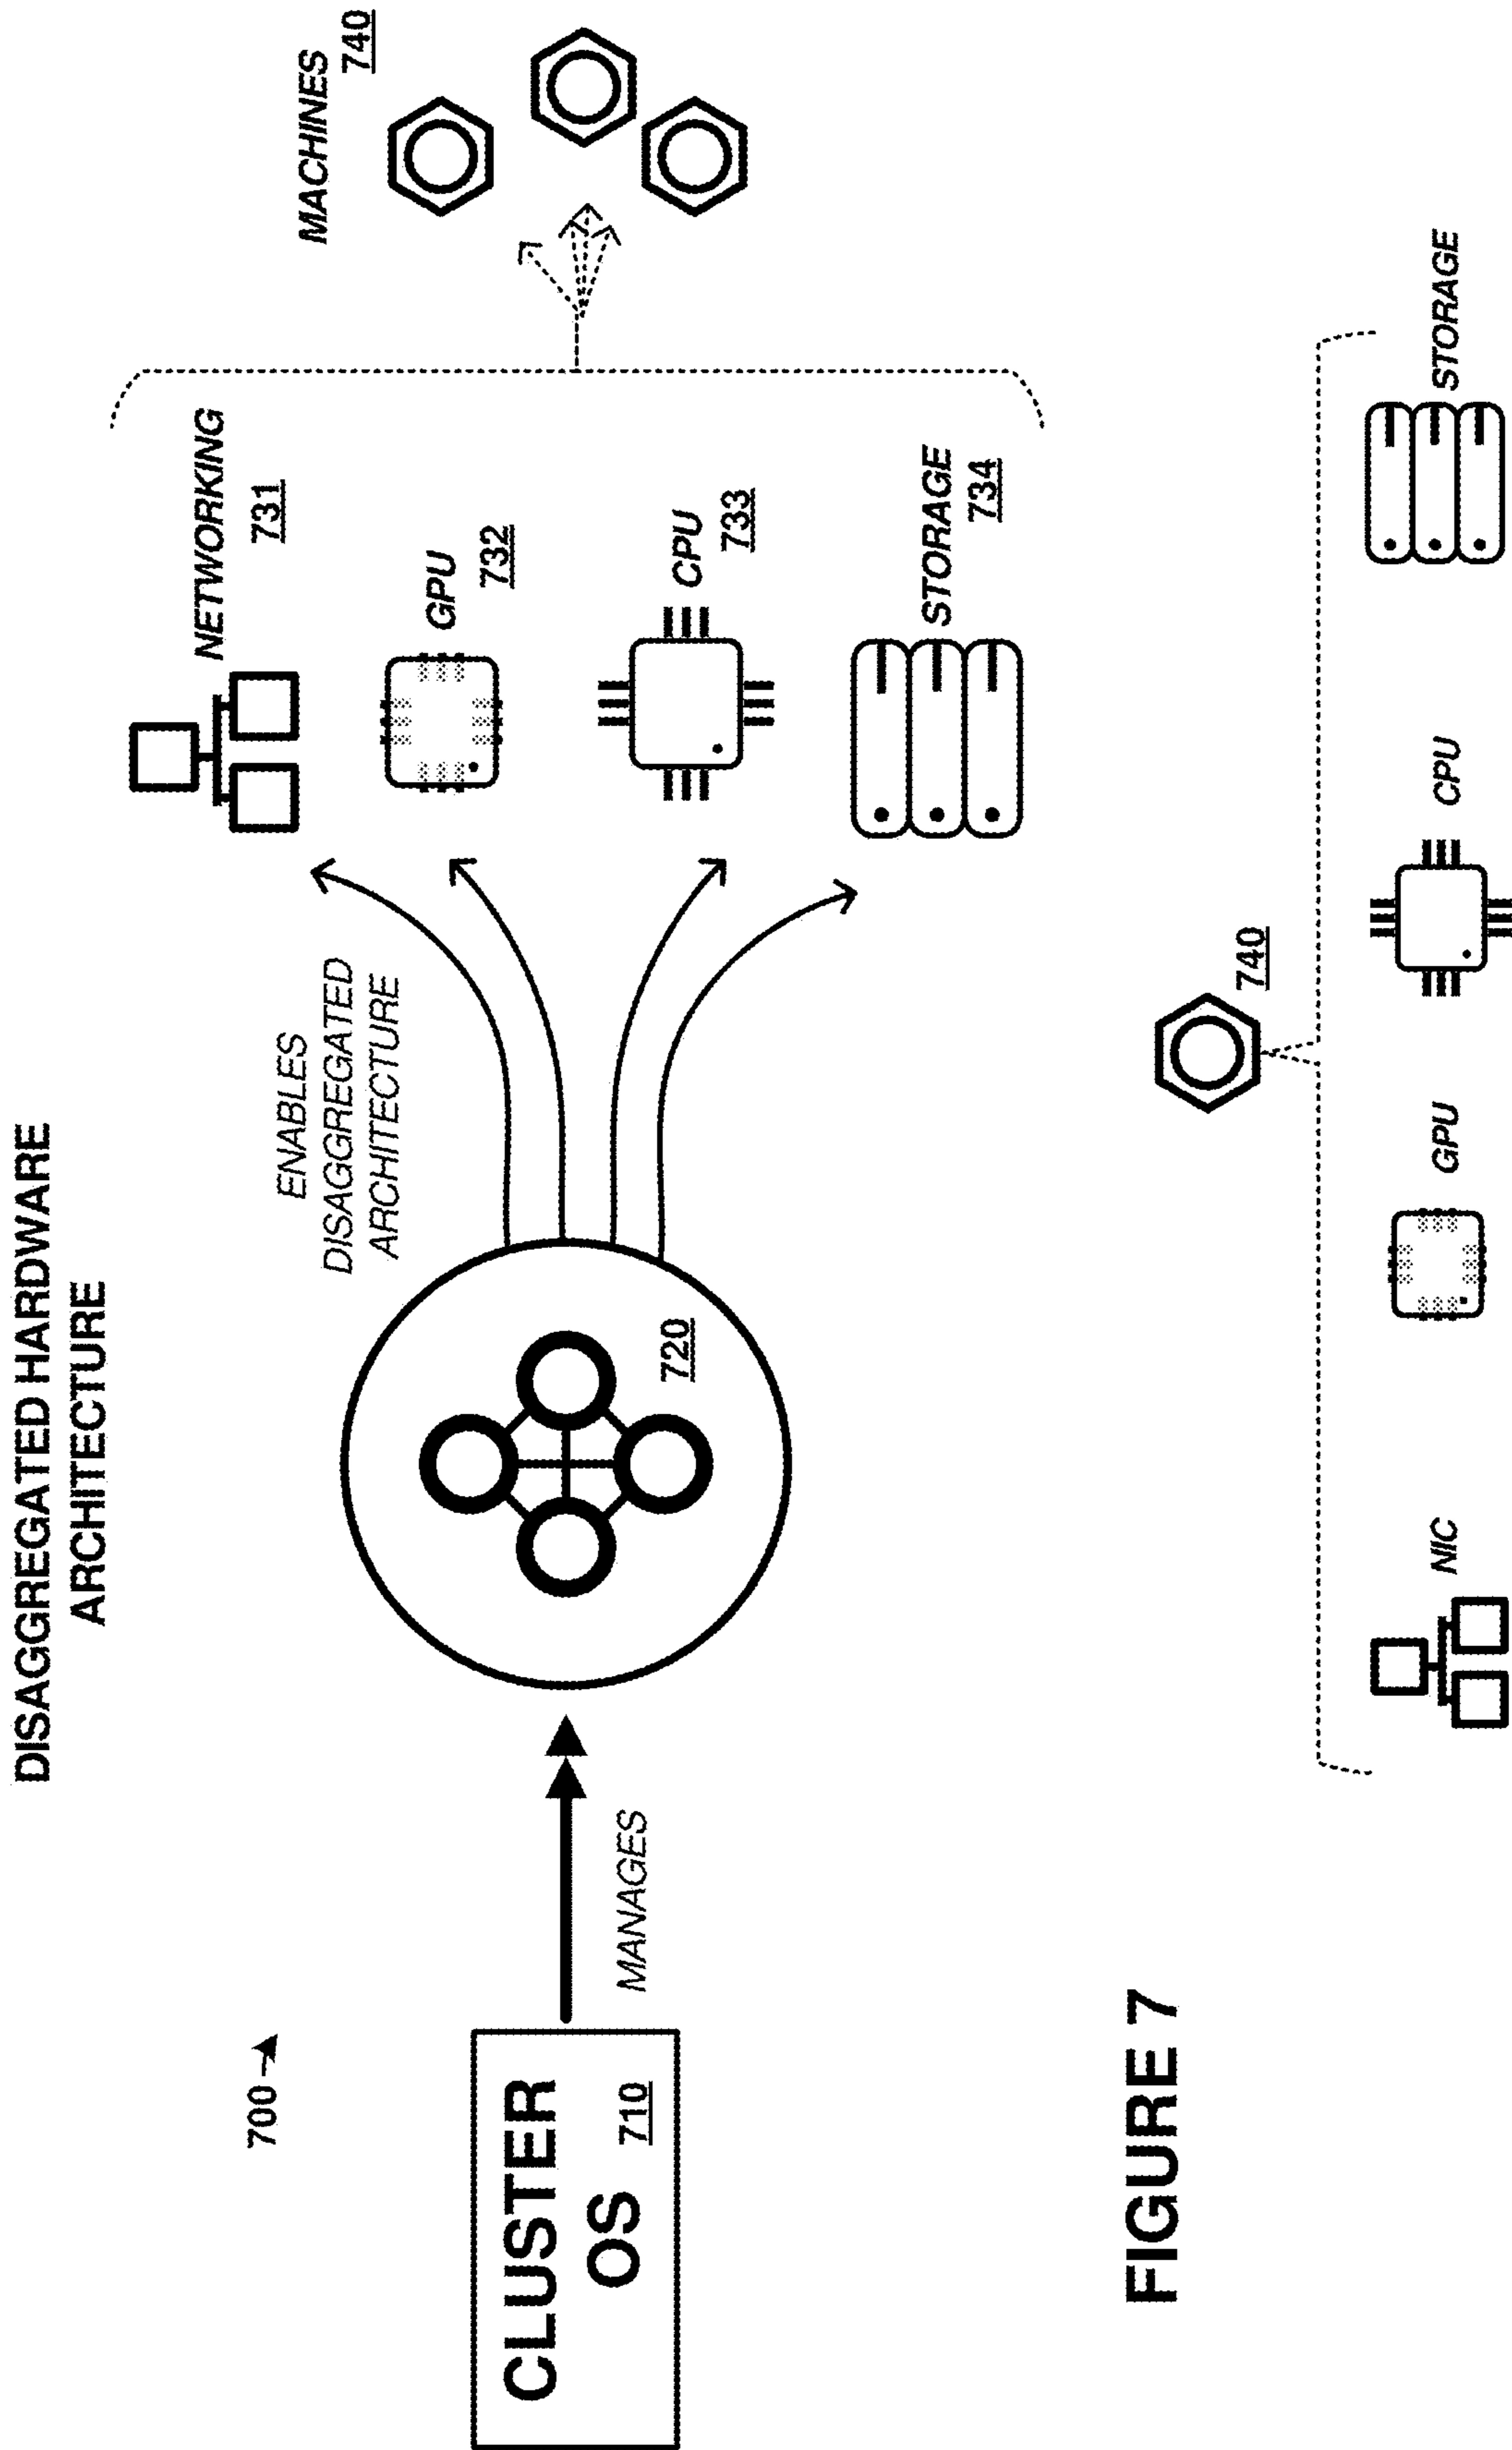 DISAGGREGATED HARDWARE
ARCHITECTURE
700
CLUSTER
OS 710
MANAGES
720
ENABLES
DISAGGREGATED
ARCHITECTURE
NETWORKING
731
GPU
732
CPU
733
STORAGE
734
MACHINES
740
740
NIC
GPU
CPU
STORAGE
FIGURE 7